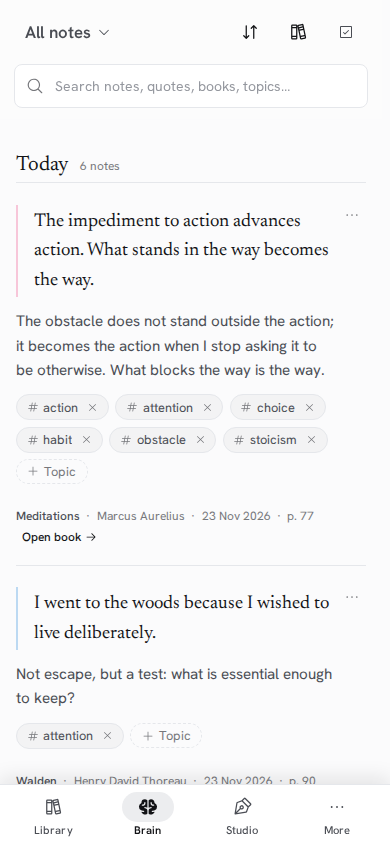 All notes
Search notes, quotes, books, topics...
Today 6 notes
The impediment to action advances
action. What stands in the way becomes
the way.
The obstacle does not stand outside the action;
it becomes the action when I stop asking it to
be otherwise. What blocks the way is the way.
# action × # attention × # choice ×
# habit × # obstacle × # stoicism ×
+ Topic
Meditations · Marcus Aurelius · 23 Nov 2026 · p. 77
Open book →
I went to the woods because I wished to
live deliberately.
Not escape, but a test: what is essential enough
to keep?
# attention × + Topic
Walden · Henry David Thoreau · 23 Nov 2026 · p. 90
Library Brain Studio More